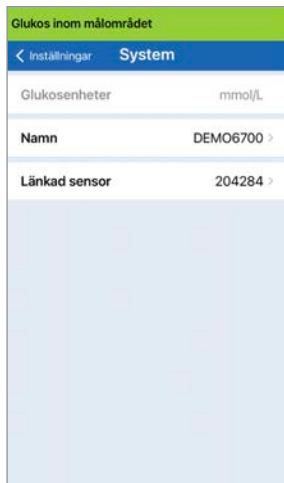 Glukos inom målområdet
Inställningar System
Glukosenheter mmol/L
Namn DEMO6700
Länkad sensor 204284